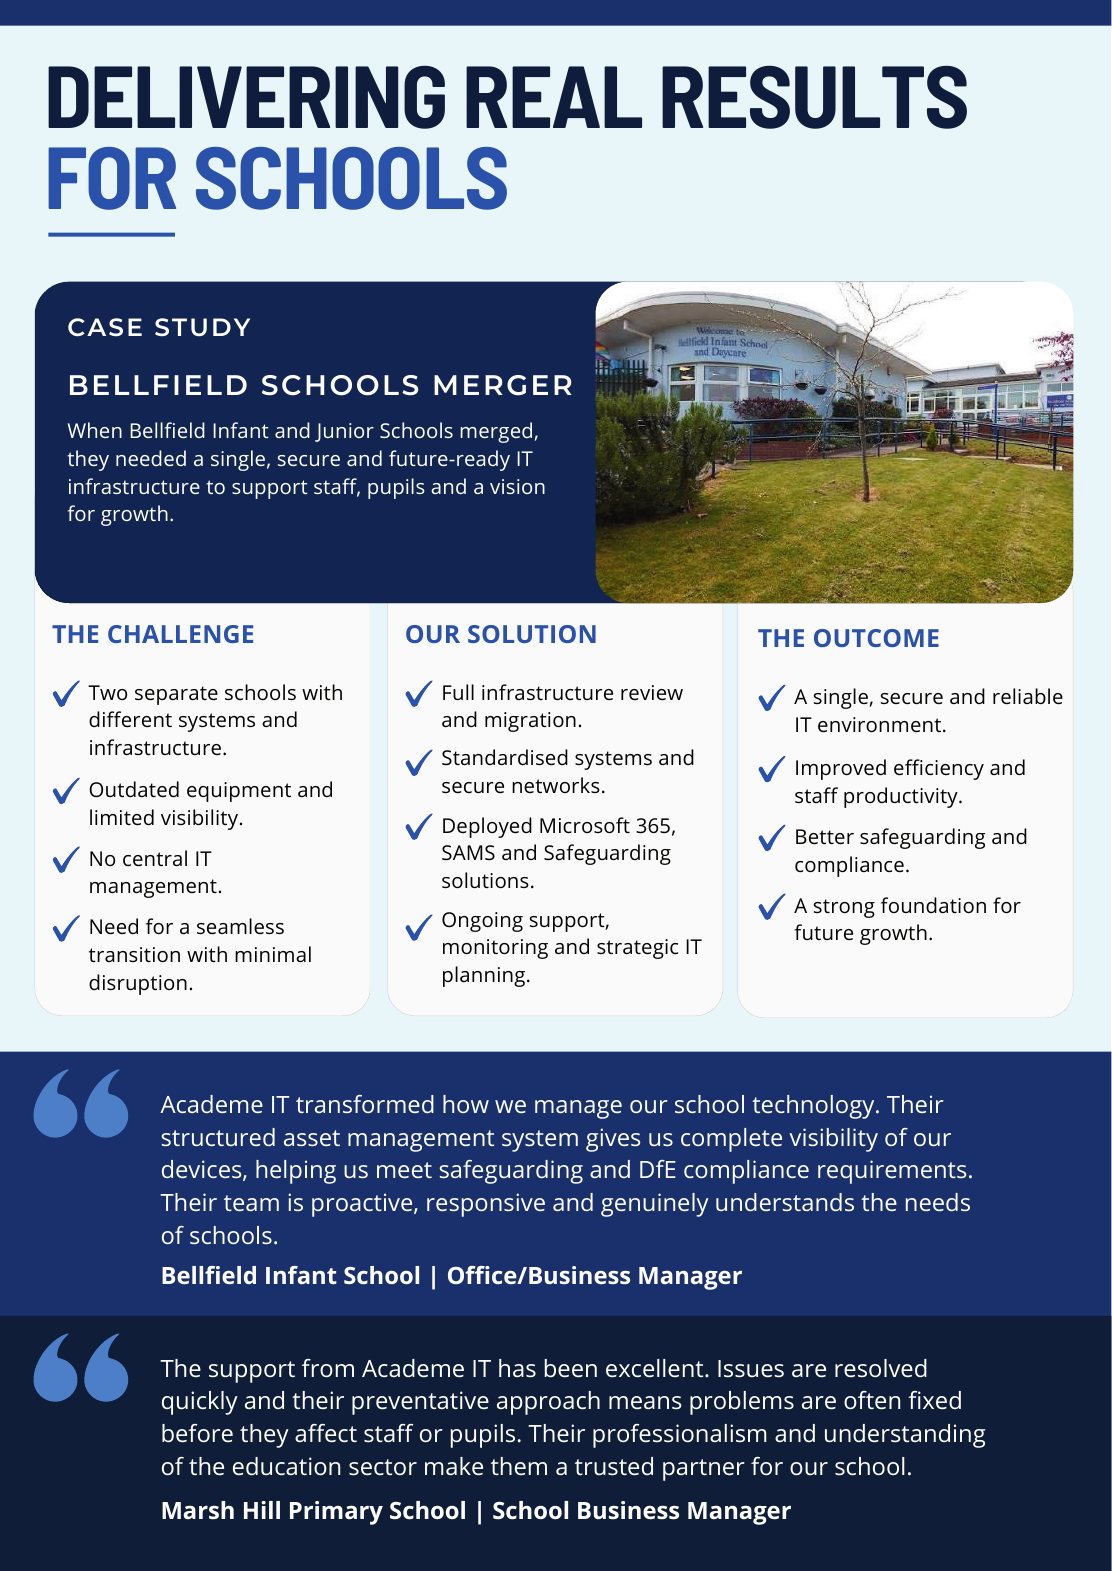 DELIVERING REAL RESULTS
FOR SCHOOLS
CASE STUDY
BELLFIELD SCHOOLS MERGER
When Bellfield Infant and Junior Schools merged,
they needed a single, secure and future-ready IT
infrastructure to support staff, pupils and a vision
for growth.
Welcome to
Bellfield Infant School
and Daycare
THE CHALLENGE
Two separate schools with
different systems and
infrastructure.
Outdated equipment and
limited visibility.
No central IT
management.
Need for a seamless
transition with minimal
disruption.
OUR SOLUTION
Full infrastructure review
and migration.
Standardised systems and
secure networks.
Deployed Microsoft 365,
SAMS and Safeguarding
solutions.
Ongoing support,
monitoring and strategic IT
planning.
THE OUTCOME
A single, secure and reliable
IT environment.
Improved efficiency and
staff productivity.
Better safeguarding and
compliance.
A strong foundation for
future growth.
Academe IT transformed how we manage our school technology. Their
structured asset management system gives us complete visibility of our
devices, helping us meet safeguarding and DfE compliance requirements.
Their team is proactive, responsive and genuinely understands the needs
of schools.
Bellfield Infant School | Office/Business Manager
The support from Academe IT has been excellent. Issues are resolved
quickly and their preventative approach means problems are often fixed
before they affect staff or pupils. Their professionalism and understanding
of the education sector make them a trusted partner for our school.
Marsh Hill Primary School | School Business Manager